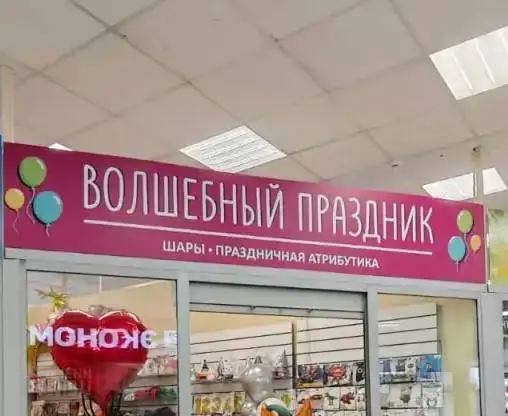 ВОЛШЕБНЫЙ ПРАЗДНИК
ШАРЫ • ПРАЗДНИЧНАЯ АТРИБУТИКА